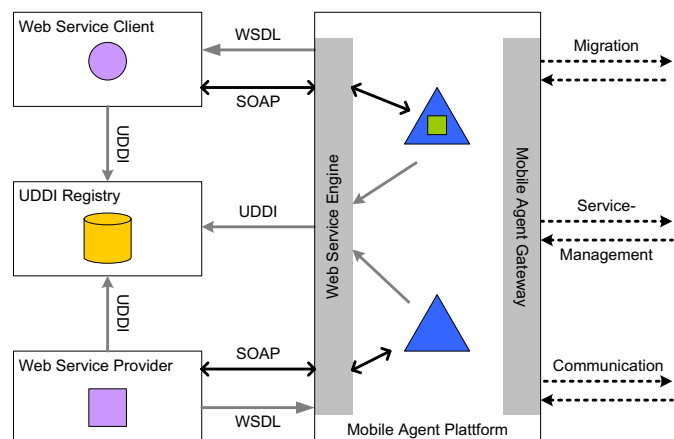 Web Service Client
WSDL
SOAP
UDDI
UDDI Registry
UDDI
UDDI
Web Service Provider
SOAP
WSDL
Web Service Engine
Mobile Agent Gateway
Mobile Agent Plattform
Migration
Service-
Management
Communication